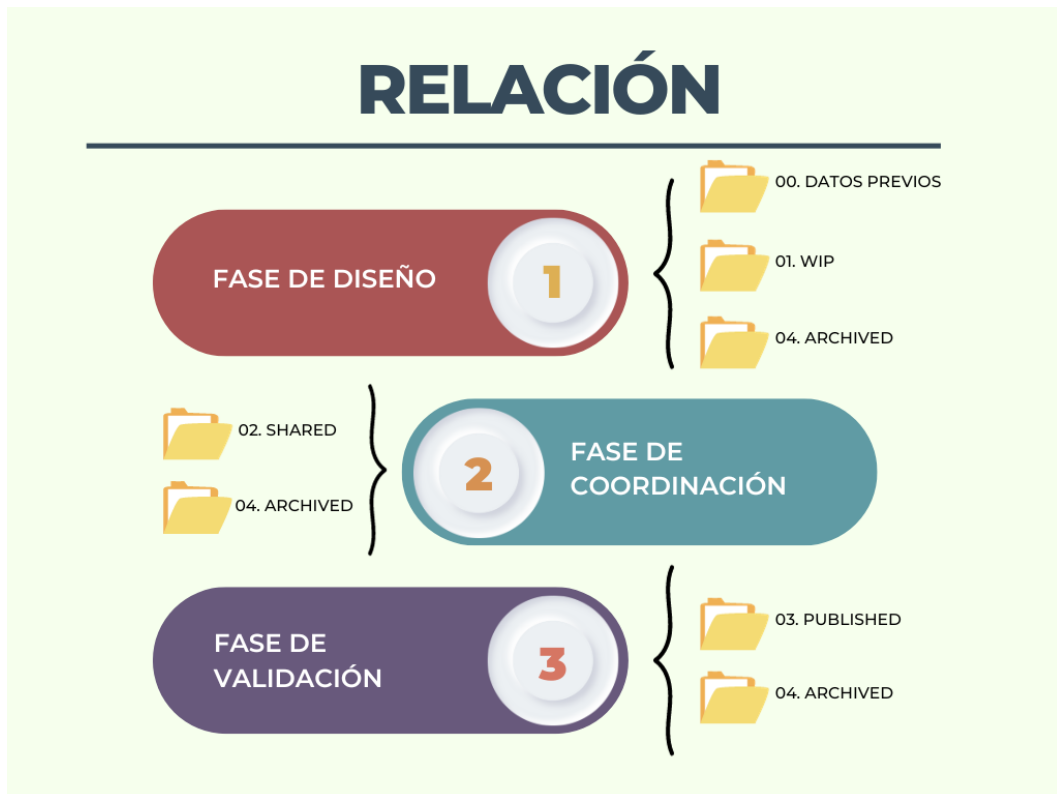 RELACIÓN
FASE DE DISEÑO
1
00. DATOS PREVIOS
01. WIP
04. ARCHIVED
02. SHARED
04. ARCHIVED
2
FASE DE
COORDINACIÓN
FASE DE
VALIDACIÓN
3
03. PUBLISHED
04. ARCHIVED